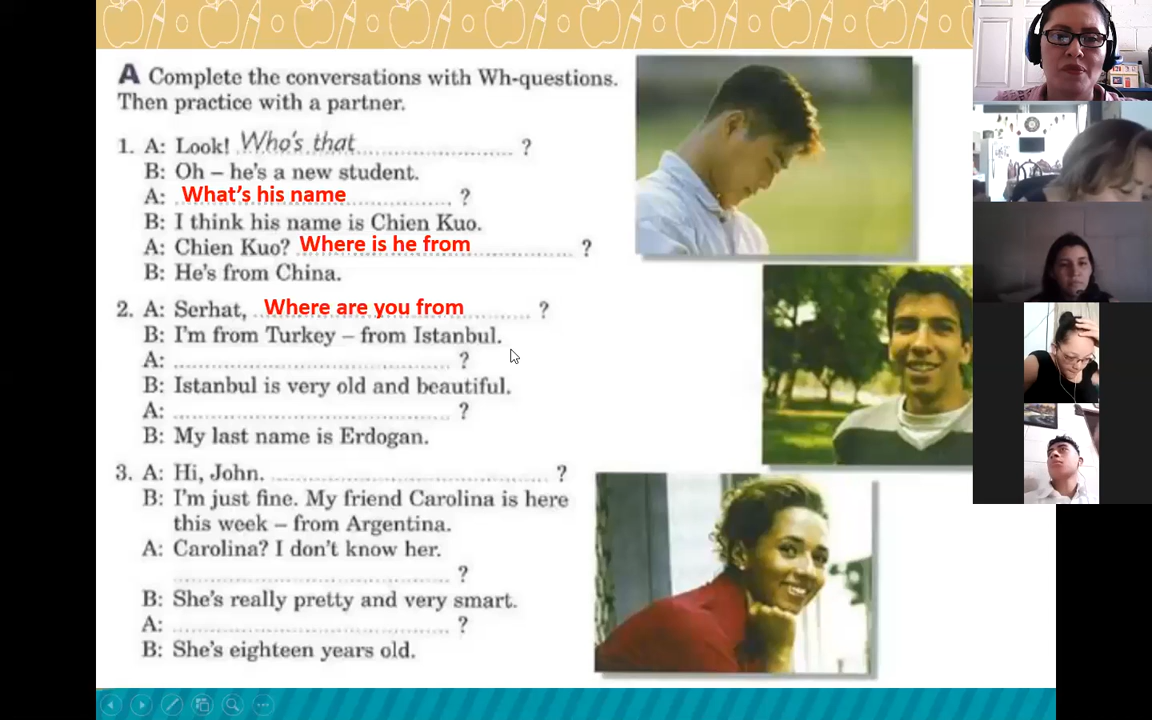 A Complete the conversations with Wh-questions.
Then practice with a partner.
1. A: Look! Who's that ?
B: Oh – he's a new student.
A: What's his name ?
B: I think his name is Chien Kuo.
A: Chien Kuo? Where is he from ?
B: He's from China.
2. A: Serhat, Where are you from ?
B: I'm from Turkey – from Istanbul.
A: ?
B: Istanbul is very old and beautiful.
A: ?
B: My last name is Erdogan.
3. A: Hi, John. ?
B: I'm just fine. My friend Carolina is here
this week – from Argentina.
A: Carolina? I don't know her.
?
B: She's really pretty and very smart.
A: ?
B: She's eighteen years old.